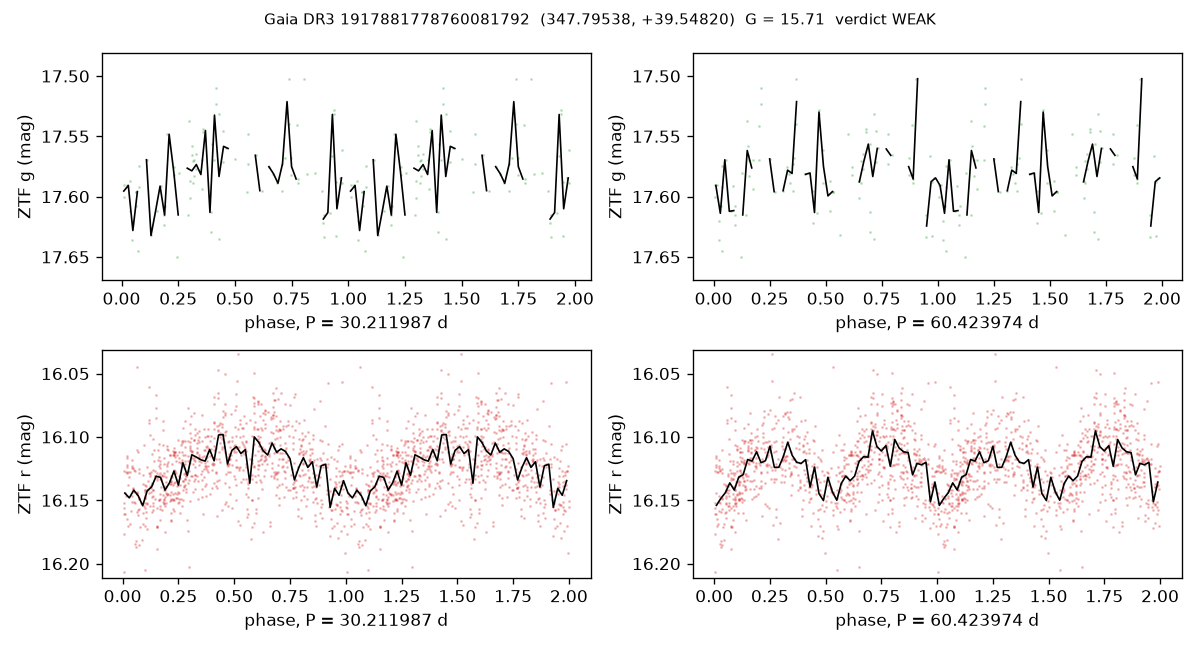 Gaia DR3 1917881778760081792 (347.79538, +39.54820) G = 15.71 verdict WEAK
ZTF g (mag)
17.50
17.55
17.60
17.65
0.00 0.25 0.50 0.75 1.00 1.25 1.50 1.75 2.00
phase, P = 30.211987 d
ZTF g (mag)
17.50
17.55
17.60
17.65
0.00 0.25 0.50 0.75 1.00 1.25 1.50 1.75 2.00
phase, P = 60.423974 d
ZTF r (mag)
16.05
16.10
16.15
16.20
0.00 0.25 0.50 0.75 1.00 1.25 1.50 1.75 2.00
phase, P = 30.211987 d
ZTF r (mag)
16.05
16.10
16.15
16.20
0.00 0.25 0.50 0.75 1.00 1.25 1.50 1.75 2.00
phase, P = 60.423974 d